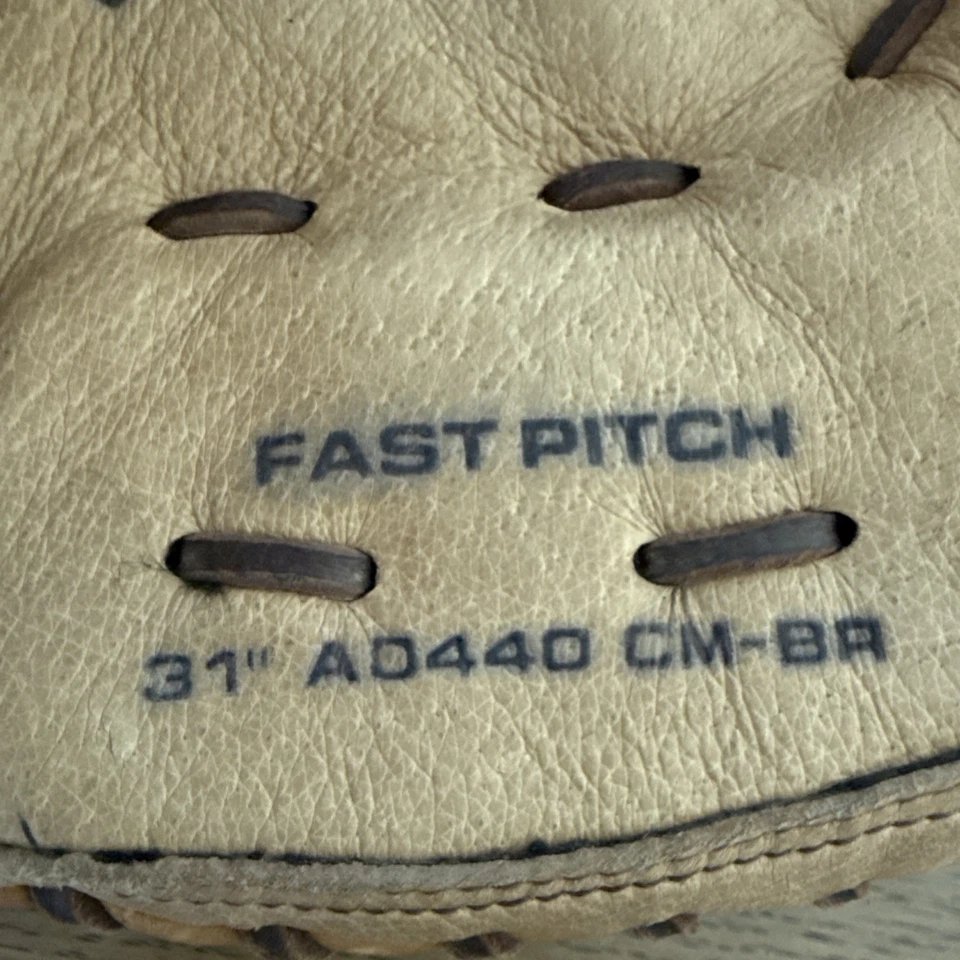 FAST PITCH
31" AD440 CM-BR